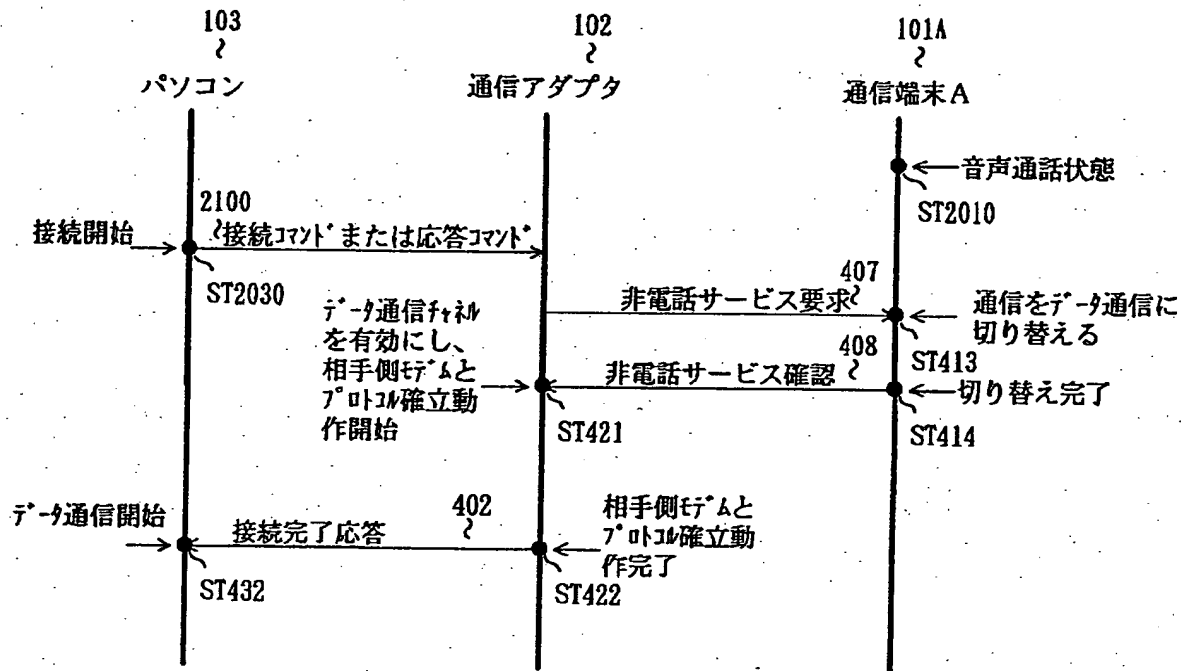 103
102
101A
パソコン
通信アダプタ
通信端末A
音声通話状態
ST2010
2100
接続開始
接続ｺﾏﾝﾄﾞまたは応答ｺﾏﾝﾄﾞ
ST2030
407
非電話サービス要求
通信をデータ通信に
切り替える
ST413
ﾃﾞｰﾀ通信ﾁｬﾈﾙ
を有効にし、
相手側ﾓﾃﾞﾑと
ﾌﾟﾛﾄｺﾙ確立動
作開始
408
非電話サービス確認
切り替え完了
ST421
ST414
ﾃﾞｰﾀ通信開始
接続完了応答
402
相手側ﾓﾃﾞﾑと
ﾌﾟﾛﾄｺﾙ確立動
作完了
ST432
ST422